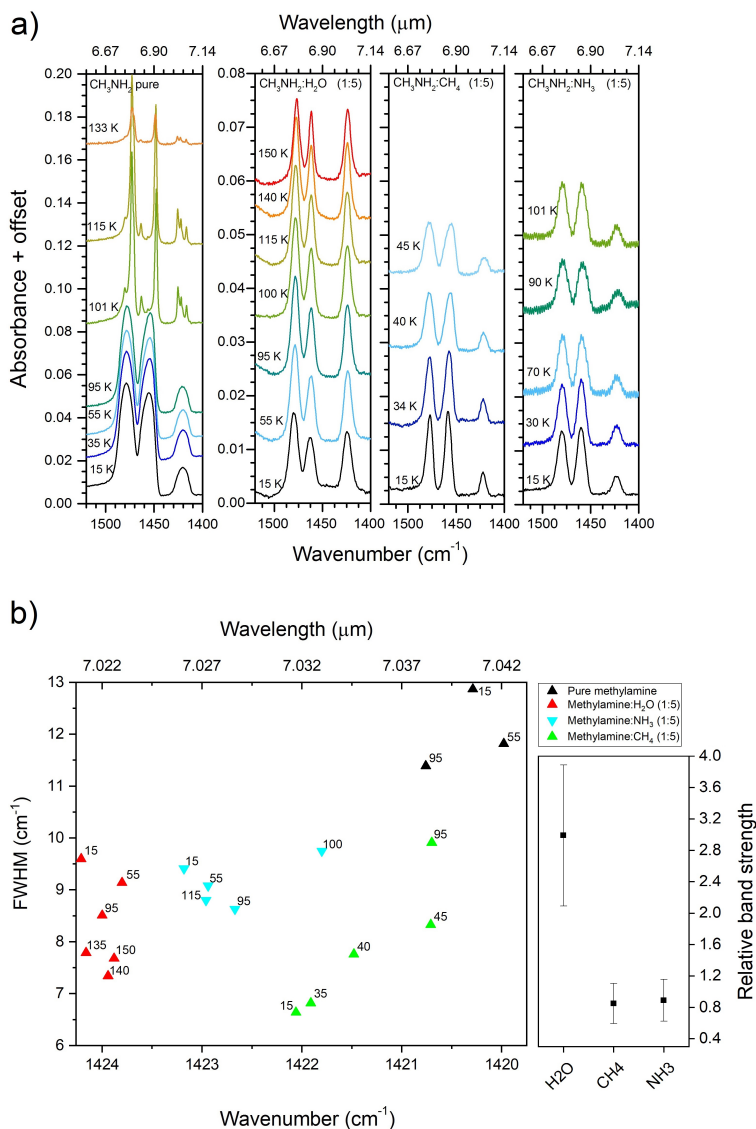 a)
Wavelength (μm)
6.67 6.90 7.14 6.67 6.90 7.14 6.67 6.90 7.14 6.67 6.90 7.14
CH3NH2 pure
CH3NH2:H2O (1:5)
CH3NH2:CH4 (1:5)
CH3NH2:NH3 (1:5)
Absorbance + offset
0.20
0.18
0.16
0.14
0.12
0.10
0.08
0.06
0.04
0.02
0.00
133 K
115 K
101 K
95 K
55 K
35 K
15 K
0.08
0.07
0.06
0.05
0.04
0.03
0.02
0.01
0.00
150 K
140 K
115 K
100 K
95 K
55 K
15 K
45 K
40 K
34 K
15 K
101 K
90 K
70 K
30 K
15 K
1500 1450 1400 1500 1450 1400 1500 1450 1400 1500 1450 1400
Wavenumber (cm-1)
b)
Wavelength (μm)
7.022 7.027 7.032 7.037 7.042
FWHM (cm-1)
13
12
11
10
9
8
7
6
15
55
95
95
100
15
15
55
55
115
95
95
45
135
150
140
40
35
15
1424 1423 1422 1421 1420
Wavenumber (cm-1)
Pure methylamine
Methylamine:H2O (1:5)
Methylamine:NH3 (1:5)
Methylamine:CH4 (1:5)
4.0
3.6
3.2
2.8
2.4
2.0
1.6
1.2
0.8
0.4
Relative band strength
H2O CH4 NH3